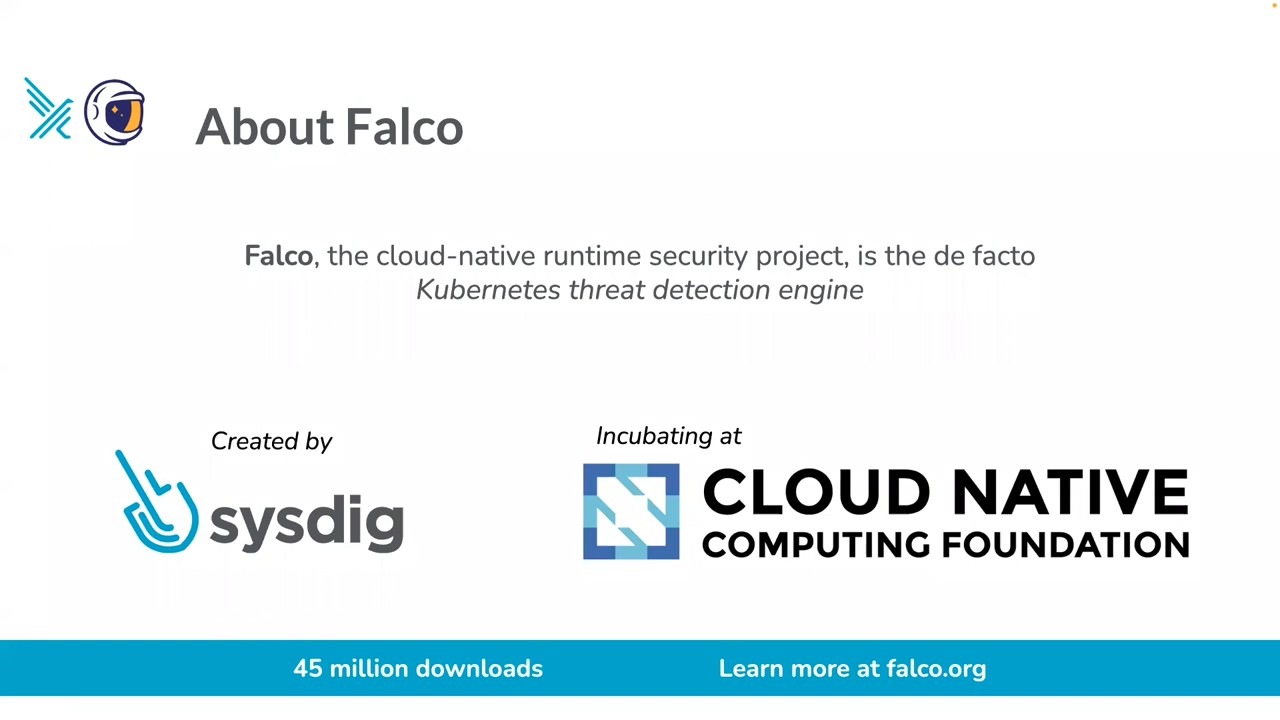 About Falco
Falco, the cloud-native runtime security project, is the de facto
Kubernetes threat detection engine
Created by
sysdig
Incubating at
CLOUD NATIVE
COMPUTING FOUNDATION
45 million downloads
Learn more at falco.org